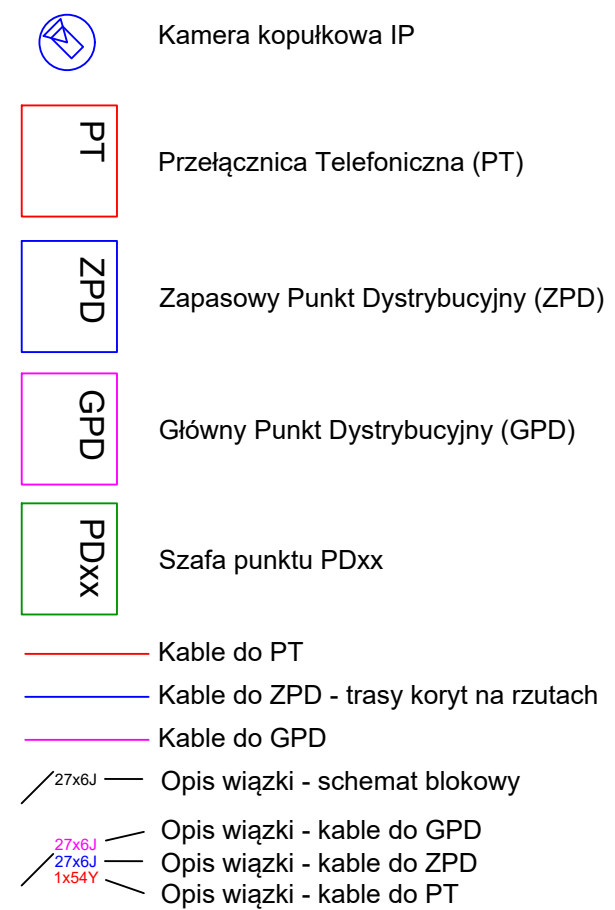 Kamera kopułkowa IP
PT
Przełącznica Telefoniczna (PT)
ZPD
Zapasowy Punkt Dystrybucyjny (ZPD)
GPD
Główny Punkt Dystrybucyjny (GPD)
PDxx
Szafa punktu PDxx
Kable do PT
Kable do ZPD - trasy koryt na rzutach
Kable do GPD
27x6J
Opis wiązki - schemat blokowy
27x6J
Opis wiązki - kable do GPD
27x6J
Opis wiązki - kable do ZPD
1x54Y
Opis wiązki - kable do PT